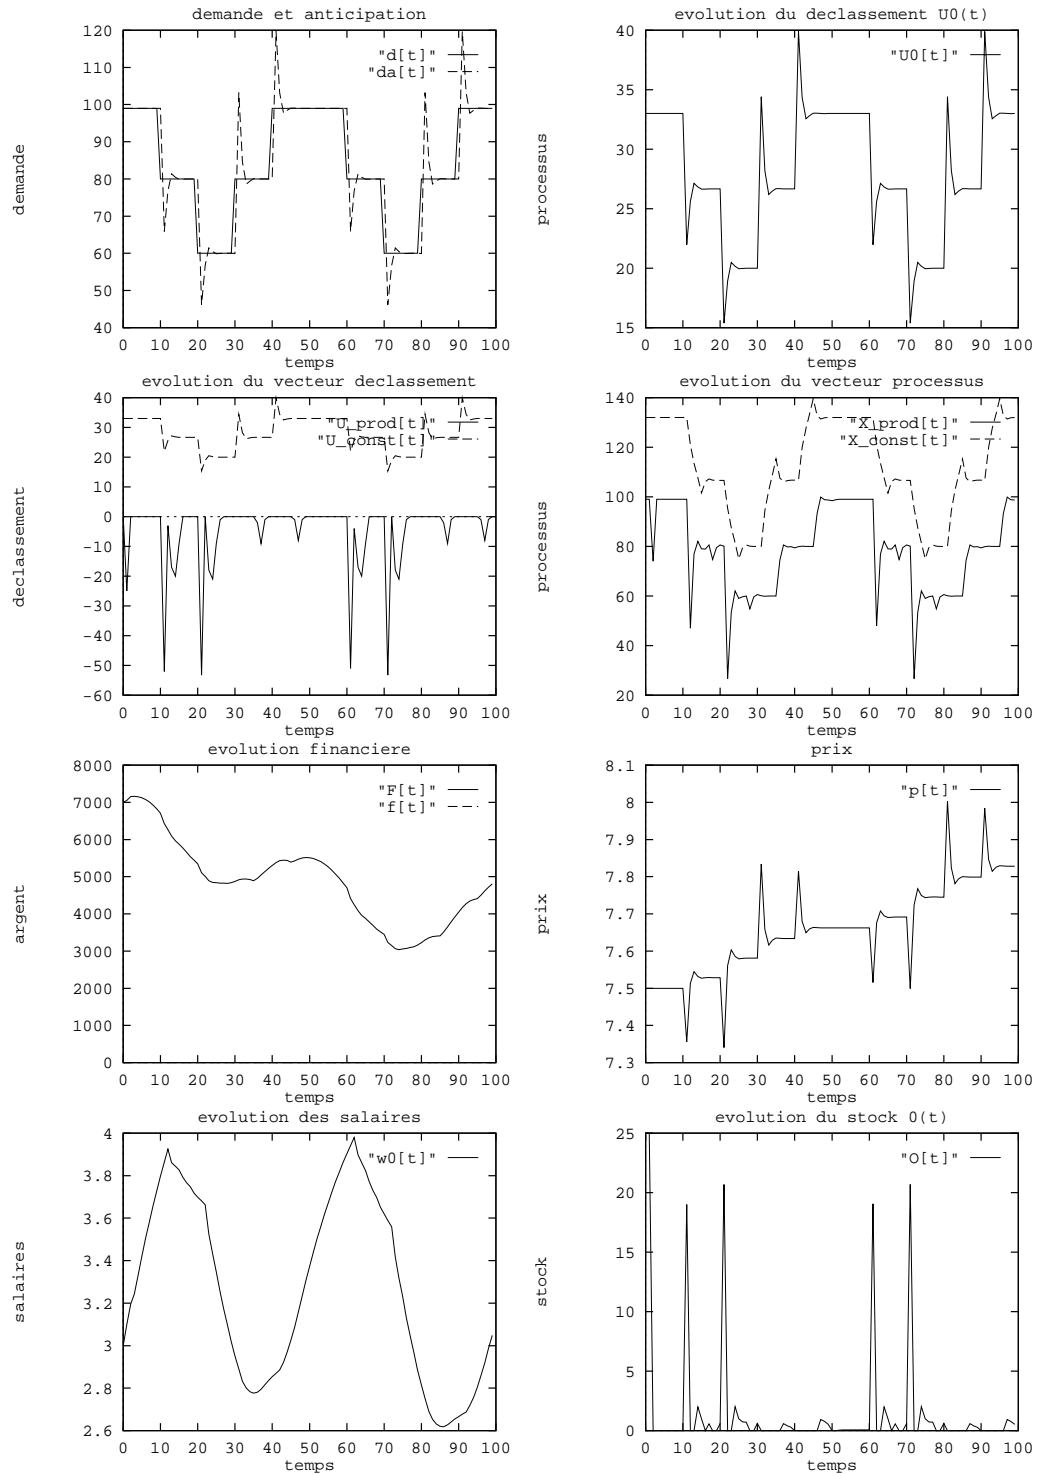 demande et anticipation
120
110
100
90
80
70
60
50
40
"d[t]"
"da[t]"
demande
0 10 20 30 40 50 60 70 80 90 100
temps
evolution du declassement U0(t)
40
35
30
25
20
15
"U0[t]"
processus
0 10 20 30 40 50 60 70 80 90 100
temps
evolution du vecteur declassement
40
30
20
10
0
-10
-20
-30
-40
-50
-60
"U_prod[t]"
"U_const[t]"
declassement
0 10 20 30 40 50 60 70 80 90 100
temps
evolution du vecteur processus
140
120
100
80
60
40
20
"X_prod[t]"
"X_const[t]"
processus
0 10 20 30 40 50 60 70 80 90 100
temps
evolution financiere
8000
7000
6000
5000
4000
3000
2000
1000
0
"F[t]"
"f[t]"
argent
0 10 20 30 40 50 60 70 80 90 100
temps
prix
8.1
8
7.9
7.8
7.7
7.6
7.5
7.4
7.3
"p[t]"
prix
0 10 20 30 40 50 60 70 80 90 100
temps
evolution des salaires
4
3.8
3.6
3.4
3.2
3
2.8
2.6
"w0[t]"
salaires
0 10 20 30 40 50 60 70 80 90 100
temps
evolution du stock 0(t)
25
20
15
10
5
0
"O[t]"
stock
0 10 20 30 40 50 60 70 80 90 100
temps